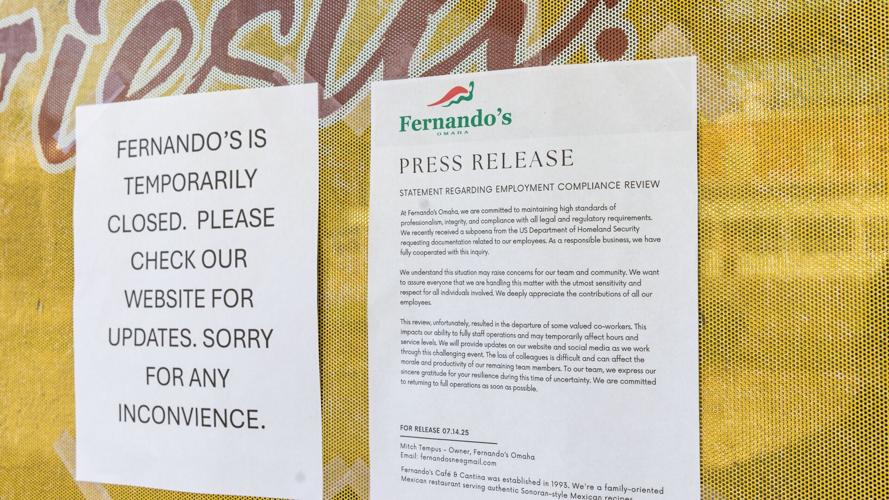 Fiesta!
FERNANDO'S IS
TEMPORARILY
CLOSED. PLEASE
CHECK OUR
WEBSITE FOR
UPDATES. SORRY
FOR ANY
INCONVIENCE.
Fernando's
OMAHA
PRESS RELEASE
STATEMENT REGARDING EMPLOYMENT COMPLIANCE REVIEW
At Fernando's Omaha, we are committed to maintaining high standards of
professionalism, integrity, and compliance with all legal and regulatory requirements.
We recently received a subpoena from the US Department of Homeland Security
requesting documentation related to our employees. As a responsible business, we have
fully cooperated with this inquiry.
We understand this situation may raise concerns for our team and community. We want
to assure everyone that we are handling this matter with the utmost sensitivity and
respect for all individuals involved. We deeply appreciate the contributions of all our
employees.
This review, unfortunately, resulted in the departure of some valued co-workers. This
impacts our ability to fully staff operations and may temporarily affect hours and
service levels. We will provide updates on our website and social media as we work
through this challenging event. The loss of colleagues is difficult and can affect the
morale and productivity of our remaining team members. To our team, we express our
sincere gratitude for your resilience during this time of uncertainty. We are committed
to returning to full operations as soon as possible.
FOR RELEASE 07.14.25
Mitch Tempus - Owner, Fernando's Omaha
Email: fernandosne@gmail.com
Fernando's Café & Cantina was established in 1993. We're a family-oriented
Mexican restaurant serving authentic Sonoran-style Mexican recipes